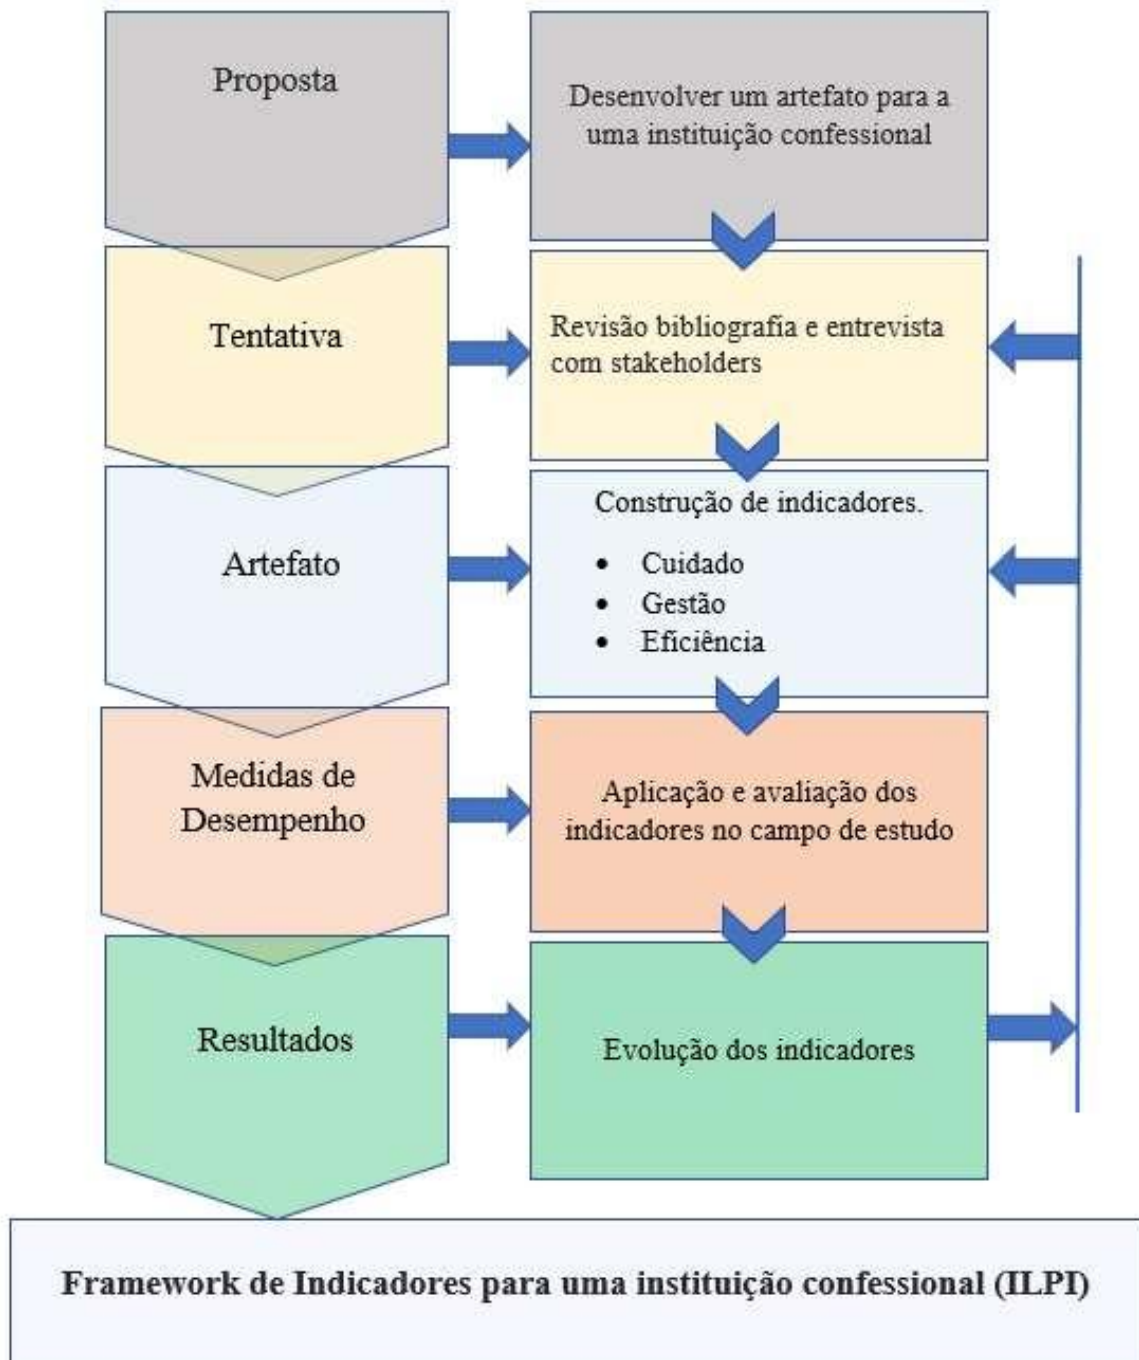 Proposta
Desenvolver um artefato para a
uma instituição confessional
Tentativa
Revisão bibliografia e entrevista
com stakeholders
Artefato
Construção de indicadores.
• Cuidado
• Gestão
• Eficiência
Medidas de
Desempenho
Aplicação e avaliação dos
indicadores no campo de estudo
Resultados
Evolução dos indicadores
Framework de Indicadores para uma instituição confessional (ILPI)